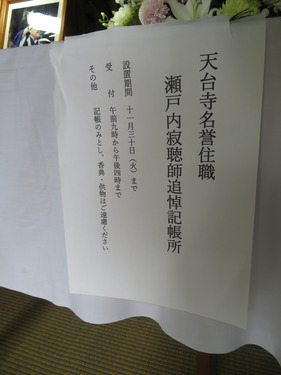 天台寺名誉住職
瀬戸内寂聴師追悼記帳所
設置期間　十一月三十日（火）まで
受　付　午前九時から午後四時まで
その他　記帳のみとし、香典・供物はご遠慮ください